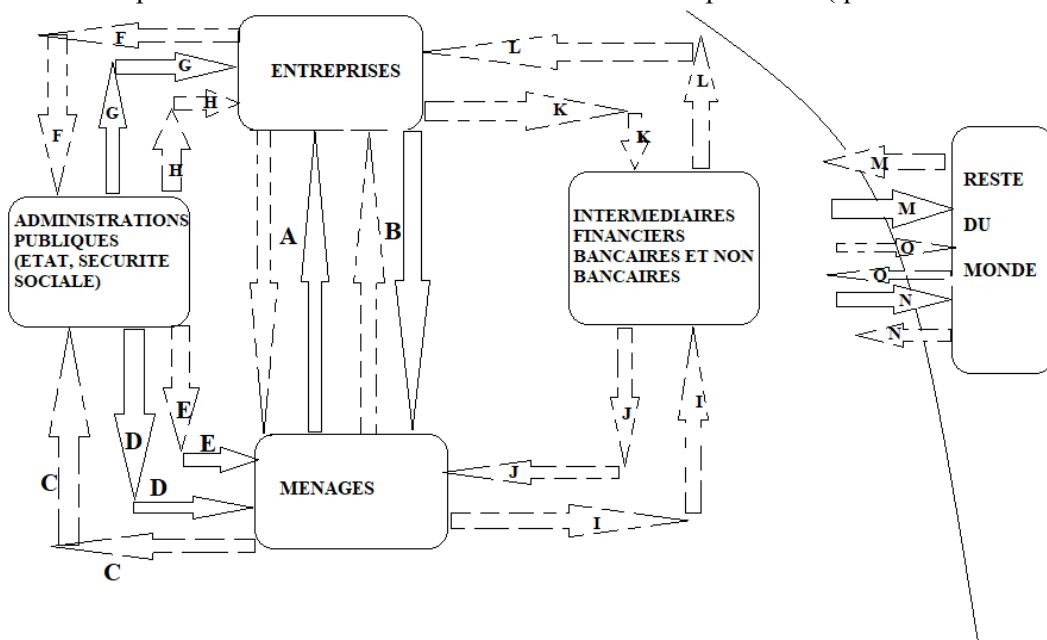 F
G
ENTREPRISES
L
G
H
K
L
F
H
K
M
RESTE
ADMINISTRATIONS
PUBLIQUES
(ETAT, SECURITE
SOCIALE)
A
B
INTERMEDIAIRES
FINANCIERS
BANCAIRES ET NON
BANCAIRES
M
DU
Q
Q
MONDE
N
N
E
J
I
D
E
C
D
J
MENAGES
I
C